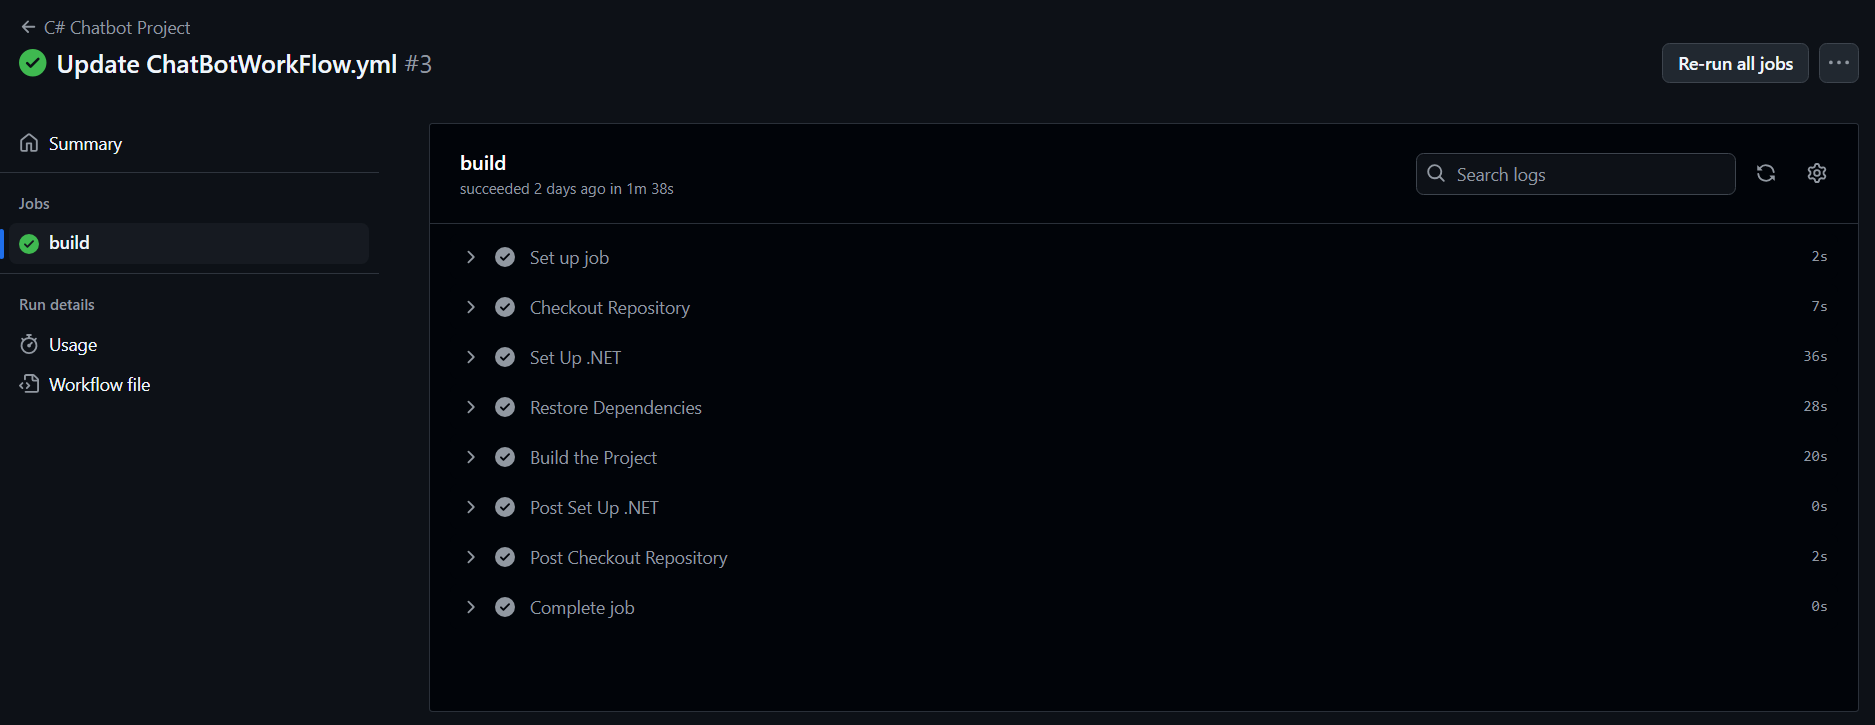 C# Chatbot Project
Update ChatBotWorkFlow.yml #3
Re-run all jobs
Summary
Jobs
build
Run details
Usage
Workflow file
build
succeeded 2 days ago in 1m 38s
Search logs
Set up job 2s
Checkout Repository 7s
Set Up .NET 36s
Restore Dependencies 28s
Build the Project 20s
Post Set Up .NET 0s
Post Checkout Repository 2s
Complete job 0s